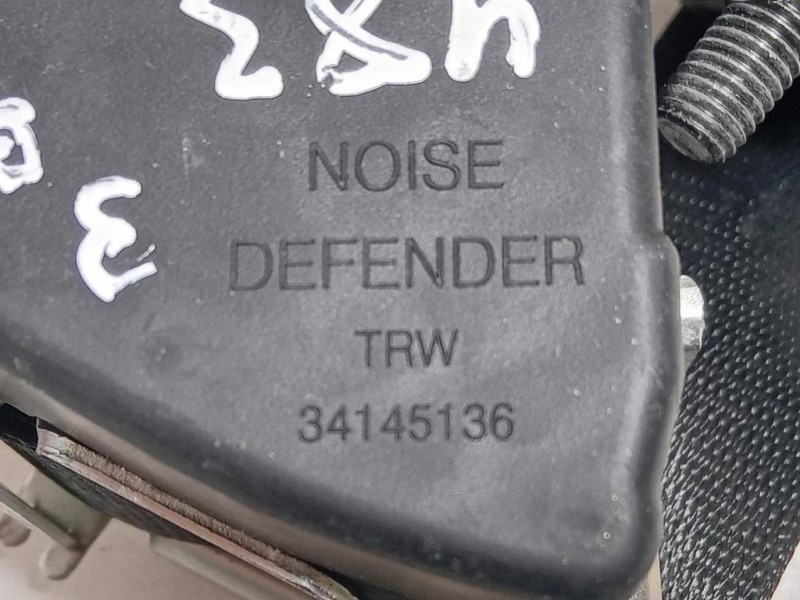 NOISE
DEFENDER
TRW
34145136